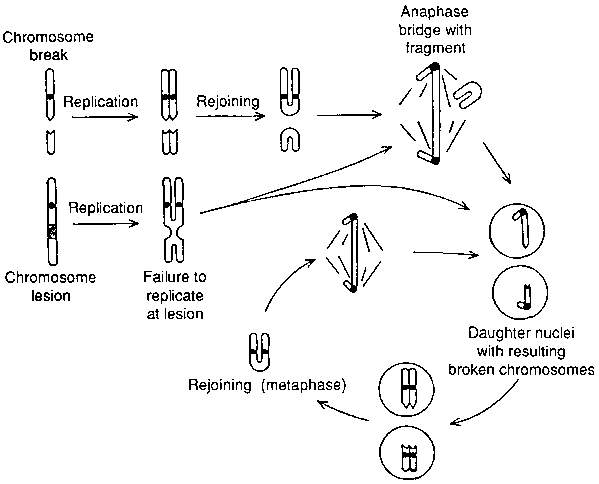 Anaphase
bridge with
fragment
Chromosome
break
Replication
Rejoining
Replication
Chromosome
lesion
Failure to
replicate
at lesion
Daughter nuclei
with resulting
broken chromosomes
Rejoining (metaphase)